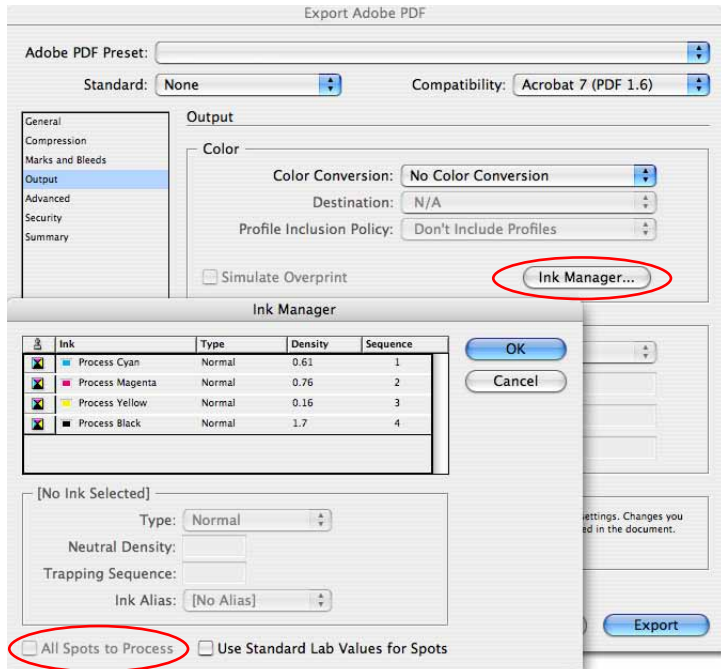 Export Adobe PDF
Adobe PDF Preset:
Standard: None Compatibility: Acrobat 7 (PDF 1.6)
General
Compression
Marks and Bleeds
Output
Advanced
Security
Summary
Output
Color
Color Conversion: No Color Conversion
Destination: N/A
Profile Inclusion Policy: Don't Include Profiles
Simulate Overprint Ink Manager...
Ink Manager
Ink Type Density Sequence
Process Cyan Normal 0.61 1
Process Magenta Normal 0.76 2
Process Yellow Normal 0.16 3
Process Black Normal 1.7 4
OK
Cancel
[No Ink Selected]
Type: Normal
Neutral Density:
Trapping Sequence:
Ink Alias: [No Alias]
All Spots to Process Use Standard Lab Values for Spots
settings. Changes you
ed in the document.
Export